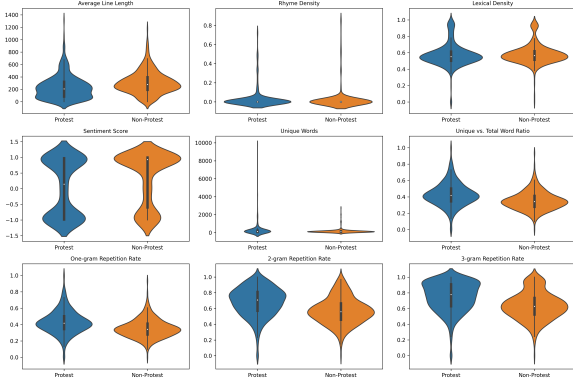 Average Line Length
1400
1200
1000
800
600
400
200
0
Protest
Non-Protest
Rhyme Density
0.8
0.6
0.4
0.2
0.0
Protest
Non-Protest
Lexical Density
1.0
0.8
0.6
0.4
0.2
0.0
Protest
Non-Protest
Sentiment Score
1.5
1.0
0.5
0.0
−0.5
−1.0
−1.5
Protest
Non-Protest
Unique Words
10000
8000
6000
4000
2000
0
Protest
Non-Protest
Unique vs. Total Word Ratio
1.0
0.8
0.6
0.4
0.2
0.0
Protest
Non-Protest
One-gram Repetition Rate
1.0
0.8
0.6
0.4
0.2
0.0
Protest
Non-Protest
2-gram Repetition Rate
1.0
0.8
0.6
0.4
0.2
0.0
Protest
Non-Protest
3-gram Repetition Rate
1.0
0.8
0.6
0.4
0.2
0.0
Protest
Non-Protest